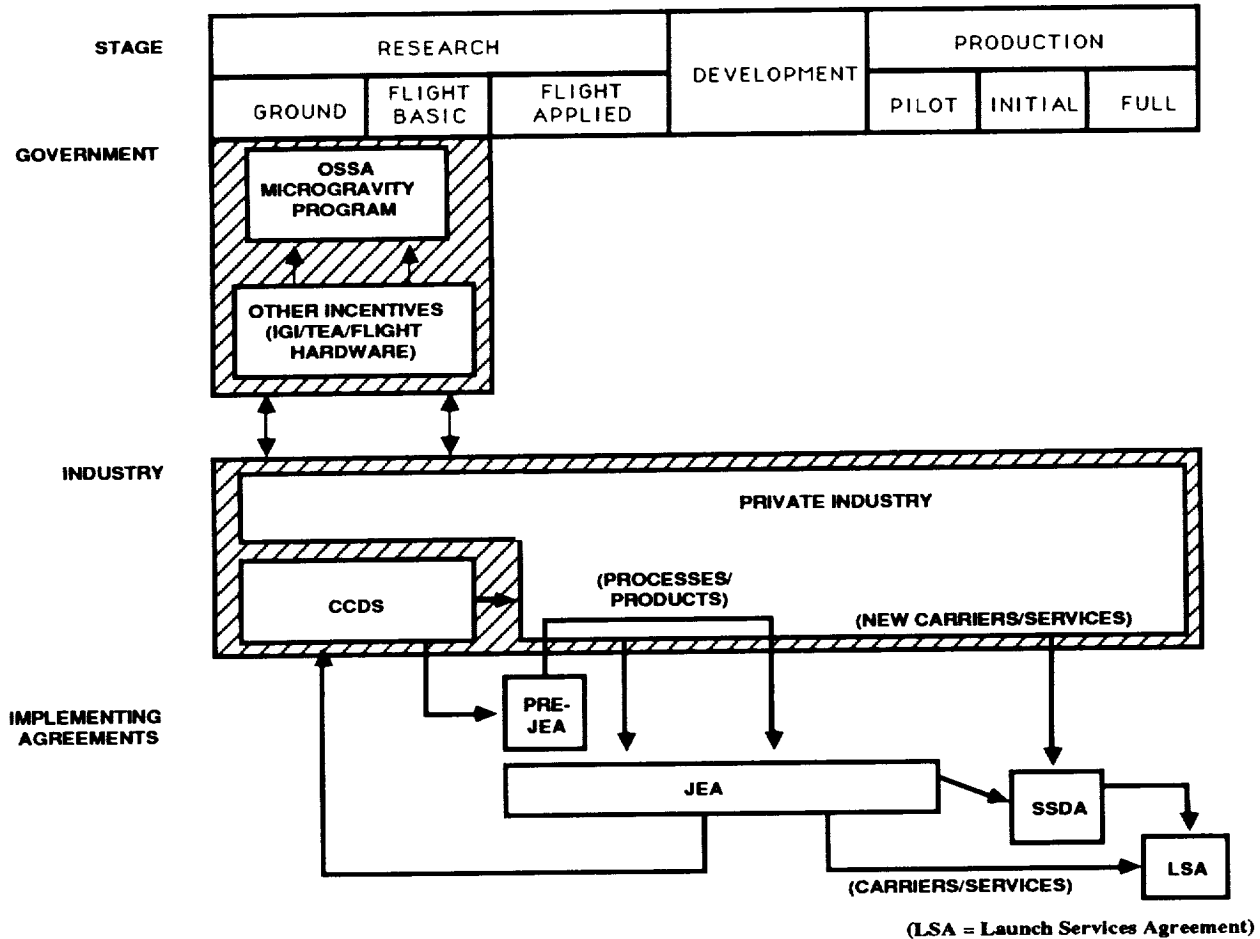 STAGE
RESEARCH
DEVELOPMENT
PRODUCTION
GROUND
FLIGHT
BASIC
FLIGHT
APPLIED
PILOT
INITIAL
FULL
GOVERNMENT
OSSA
MICROGRAVITY
PROGRAM
OTHER INCENTIVES
(IGI/TEA/FLIGHT
HARDWARE)
INDUSTRY
PRIVATE INDUSTRY
CCDS
(PROCESSES/
PRODUCTS)
(NEW CARRIERS/SERVICES)
IMPLEMENTING
AGREEMENTS
PRE-
JEA
JEA
SSDA
LSA
(CARRIERS/SERVICES)
(LSA = Launch Services Agreement)